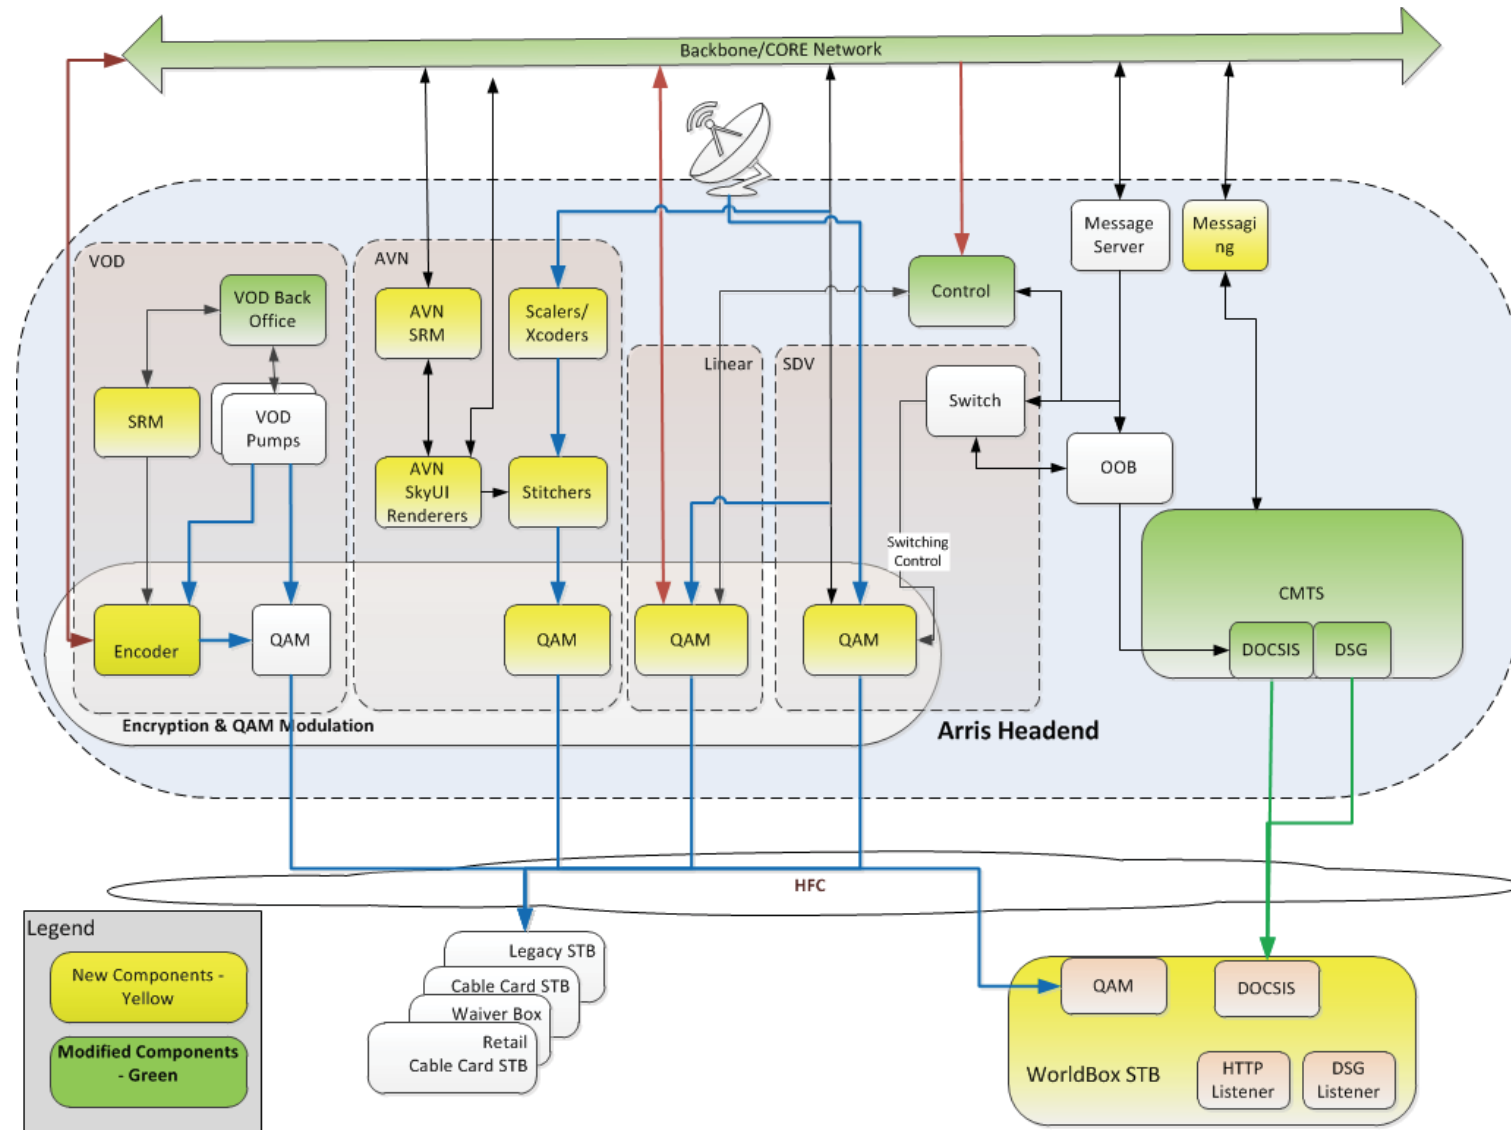 Backbone/CORE Network
Message
Server
Messagi
ng
VOD
AVN
VOD Back
Office
AVN
SRM
Scalers/
Xcoders
Control
Linear
SDV
SRM
VOD
Pumps
Switch
AVN
SkyUI
Renderers
Stitchers
OOB
Switching
Control
CMTS
Encoder
QAM
QAM
QAM
QAM
DOCSIS
DSG
Encryption & QAM Modulation
Arris Headend
HFC
Legend
New Components -
Yellow
Modified Components
- Green
Legacy STB
Cable Card STB
Waiver Box
Retail
Cable Card STB
QAM
DOCSIS
WorldBox STB
HTTP
Listener
DSG
Listener